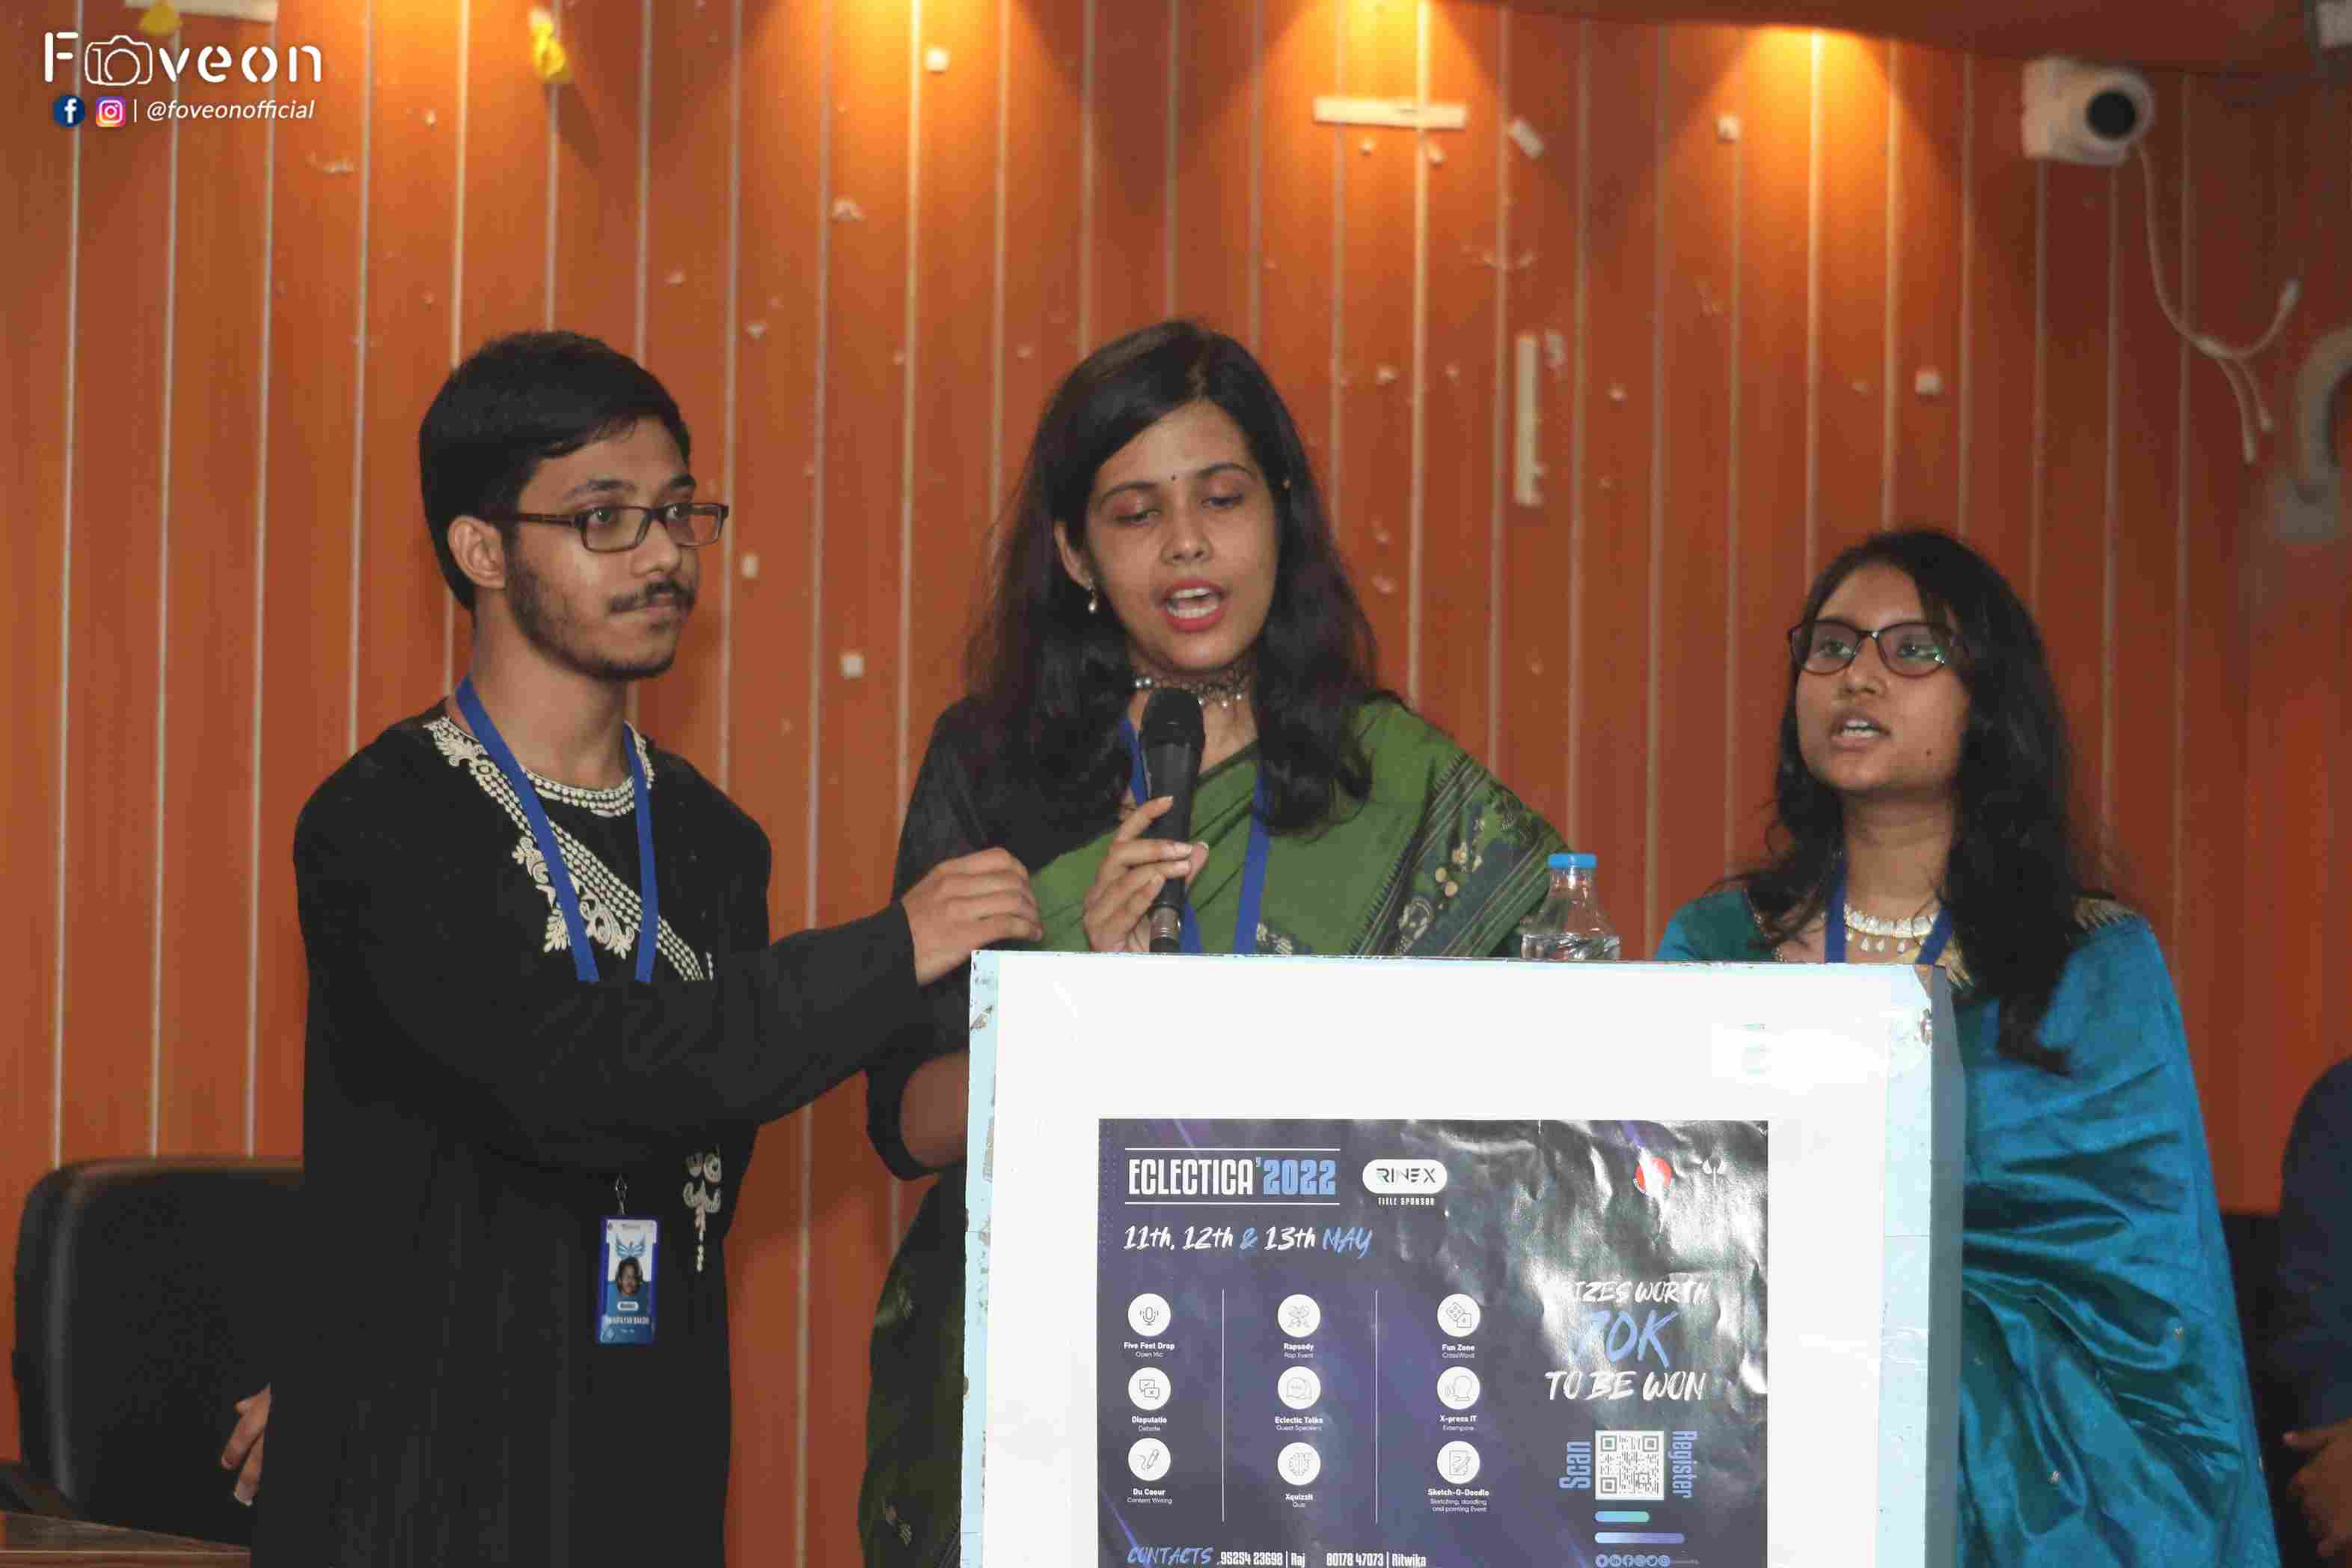 Foveon
| @foveonofficial
ECLECTICA'2022
RINEX
TITLE SPONSOR
11th, 12th & 13th MAY
Five Feet Drop
Open Mic
Rapsody
Rap Event
Fun Zone
CrossWord
Disputatio
Debate
Eclectic Talks
Guest Speakers
X-press IT
Extempore
Du Coeur
Content Writing
XquizzIt
Quiz
Sketch-O-Doodle
Sketching, doodling
and painting Event
WORTH
70K
TO BE WON
Scan
Register
CONTACTS 95254 23698 | Raj 80178 47073 | Ritwika